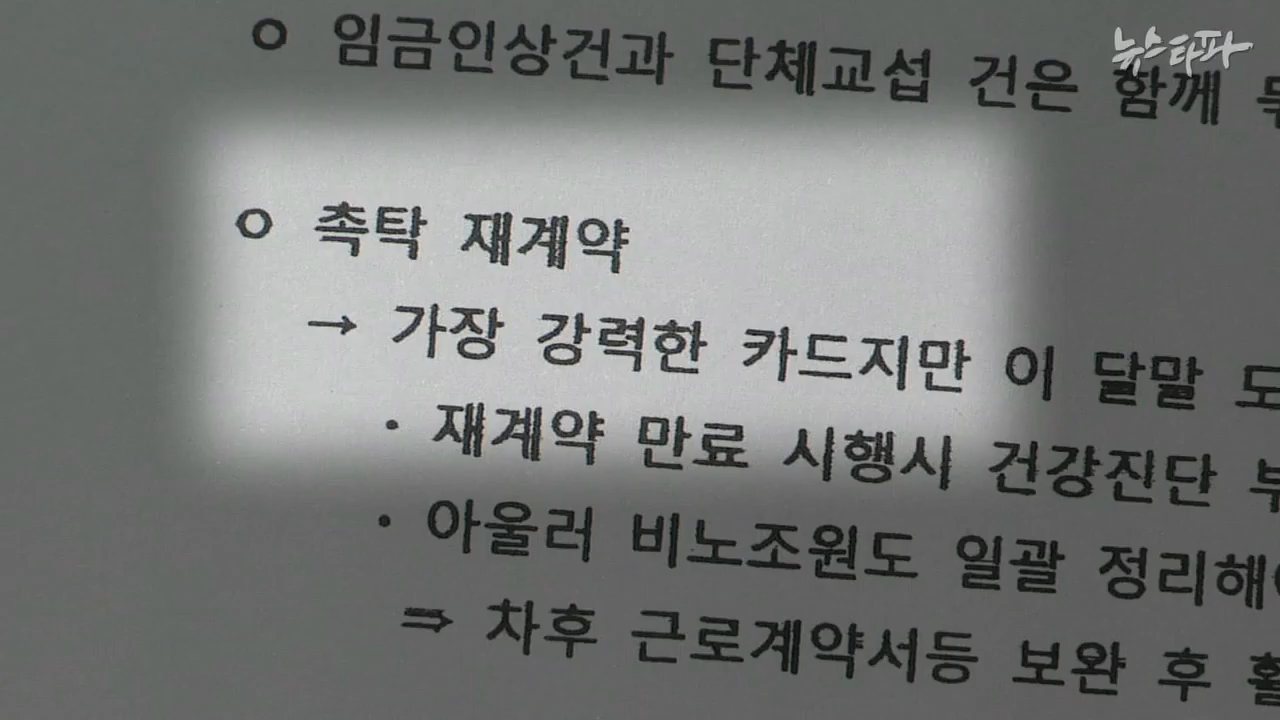 뉴스타파
ㅇ 임금인상건과 단체교섭 건은 함께
ㅇ 촉탁 재계약
→ 가장 강력한 카드지만 이 달말
· 재계약 만료 시행시 건강진단
· 아울러 비노조원도 일괄 정리해야
⇒ 차후 근로계약서등 보완 후